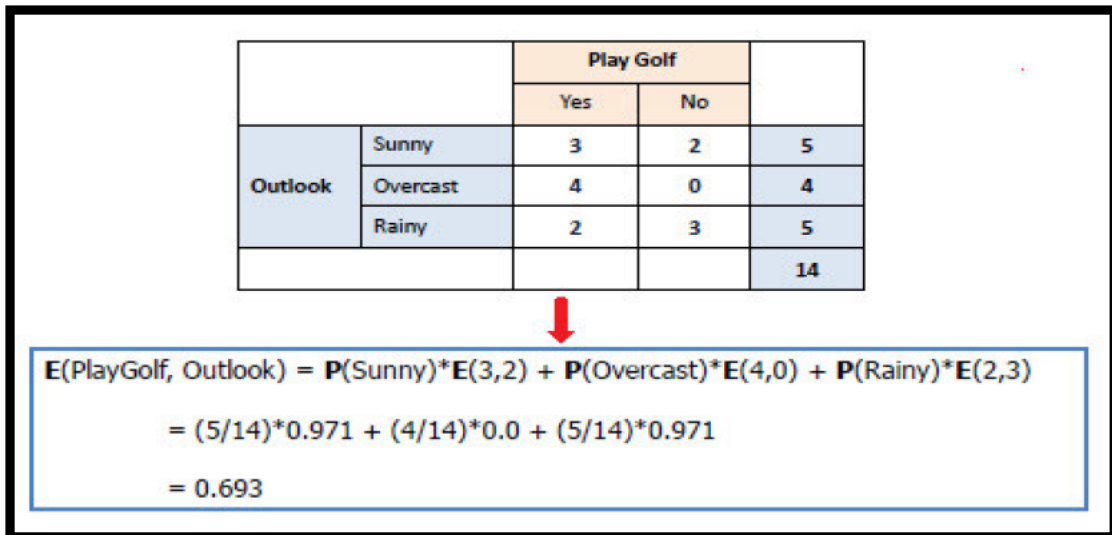 Play Golf
Yes No
Sunny 3 2 5
Outlook Overcast 4 0 4
Rainy 2 3 5
14
E(PlayGolf, Outlook) = P(Sunny)*E(3,2) + P(Overcast)*E(4,0) + P(Rainy)*E(2,3)
= (5/14)*0.971 + (4/14)*0.0 + (5/14)*0.971
= 0.693